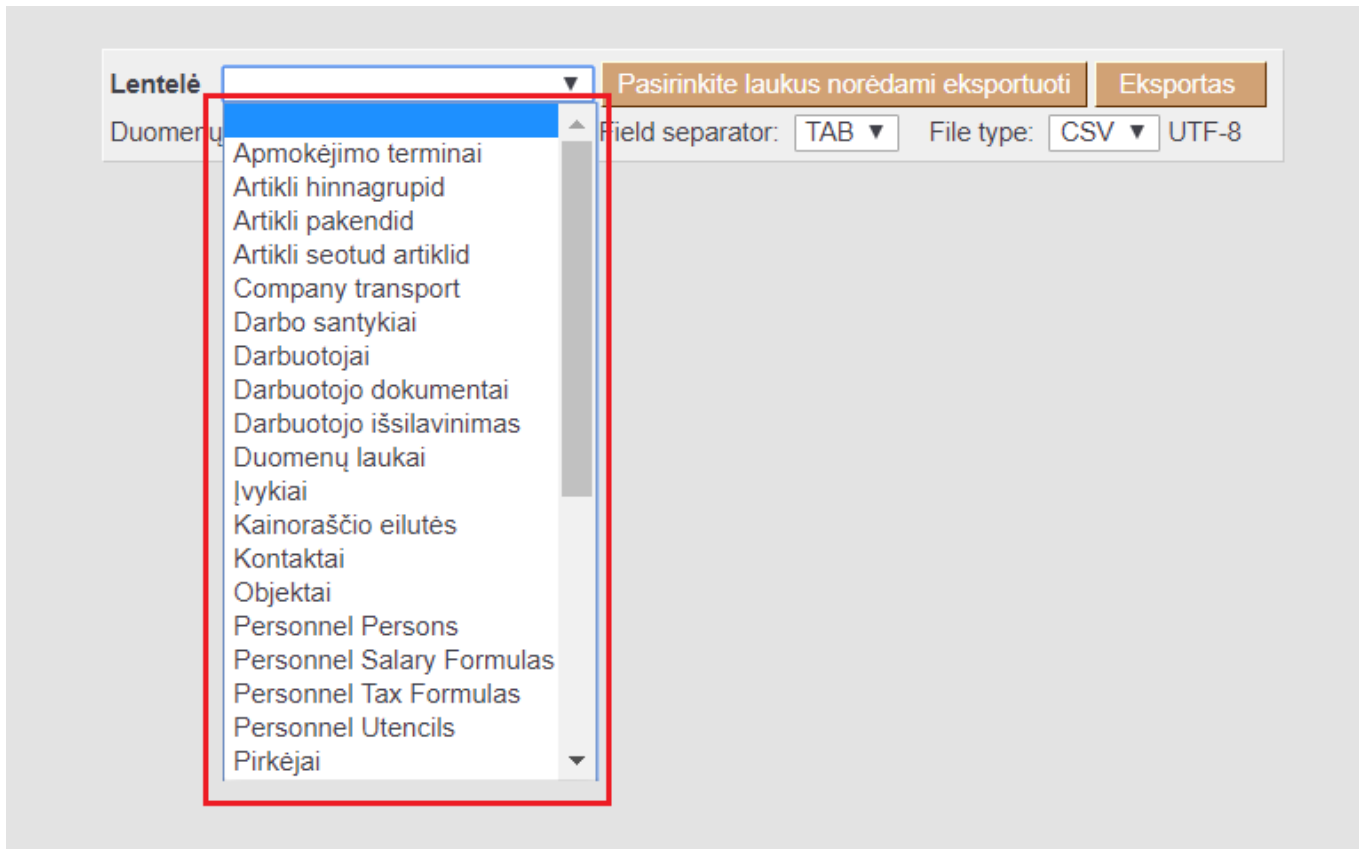 Lentelė Pasirinkite laukus norėdami eksportuoti Eksportas
Duomenų Field separator: TAB File type: CSV UTF-8
Apmokėjimo terminai
Artikli hinnagrupid
Artikli pakendid
Artikli seotud artiklid
Company transport
Darbo santykiai
Darbuotojai
Darbuotojo dokumentai
Darbuotojo išsilavinimas
Duomenų laukai
Įvykiai
Kainoraščio eilutės
Kontaktai
Objektai
Personnel Persons
Personnel Salary Formulas
Personnel Tax Formulas
Personnel Utencils
Pirkėjai